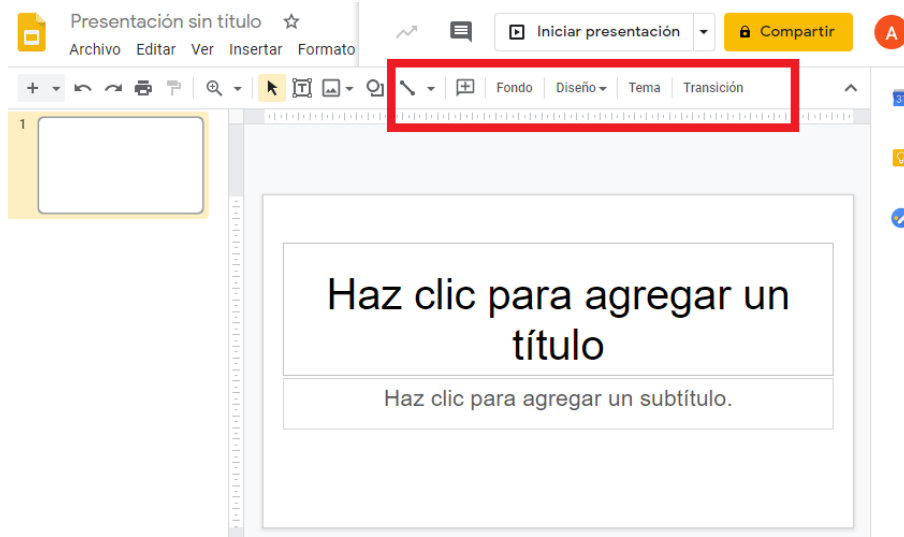 Presentación sin título
Archivo Editar Ver Insertar Formato
Iniciar presentación
Compartir
A
Fondo Diseño Tema Transición
31
1
Haz clic para agregar un
título
Haz clic para agregar un subtítulo.